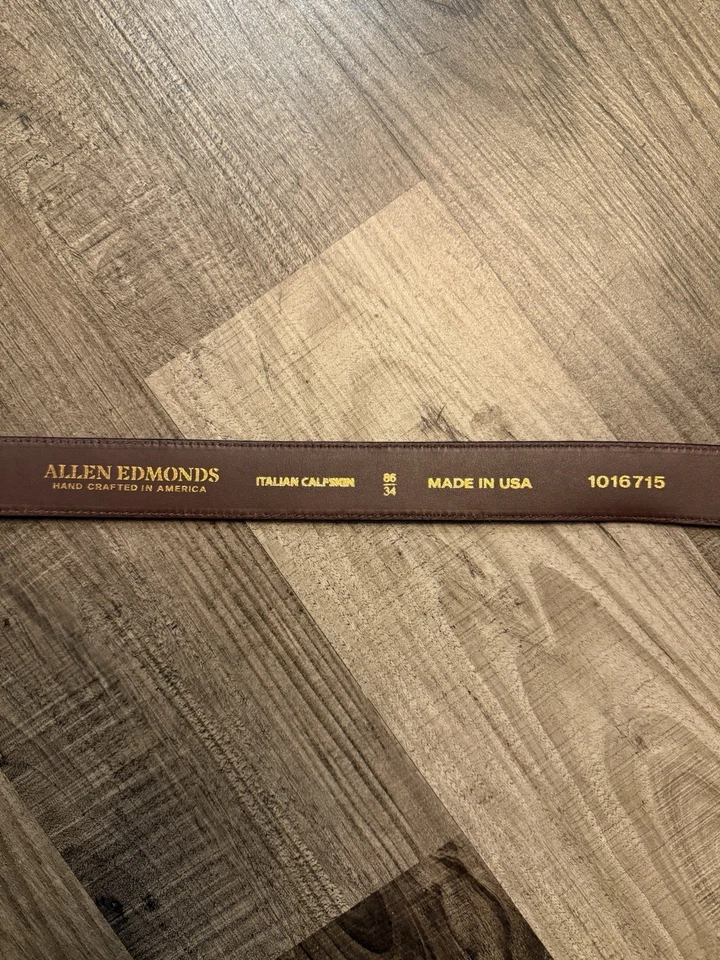 ALLEN EDMONDS
HAND CRAFTED IN AMERICA
ITALIAN CALFSKIN
86
34
MADE IN USA
1016715